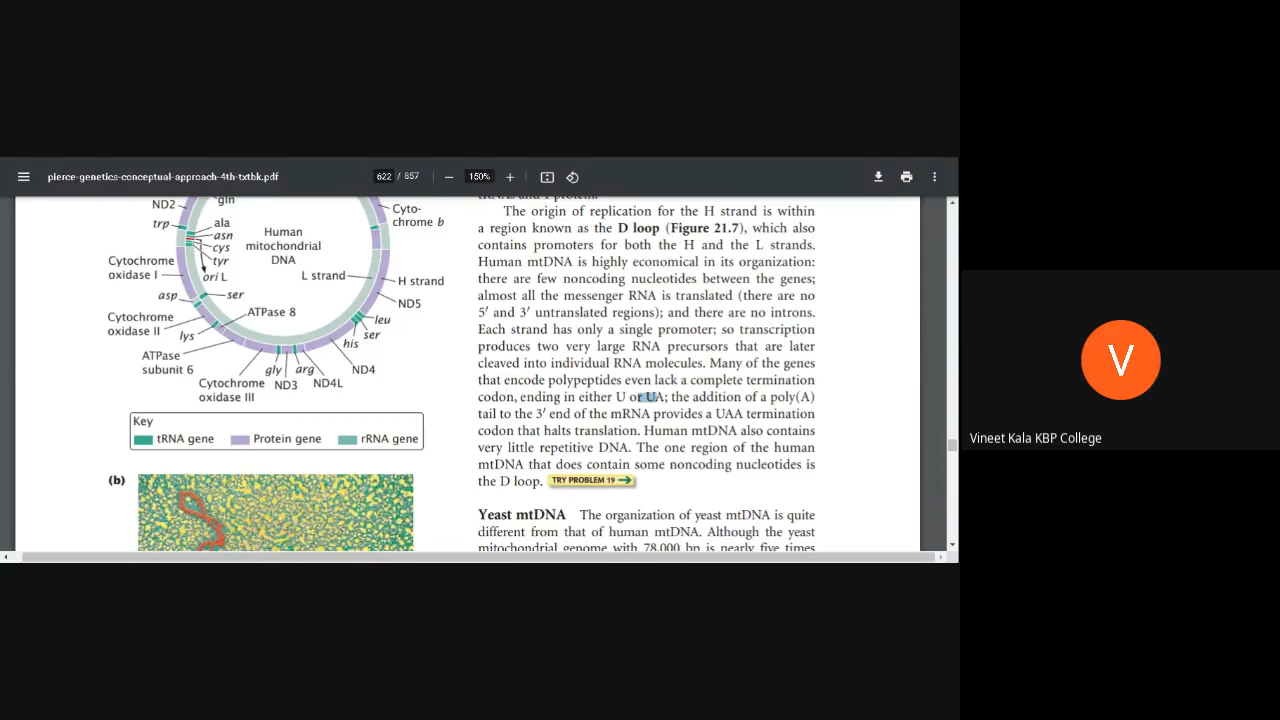 pierce-genetics-conceptual-approach-4th-txtbk.pdf
622 / 857
150%
gln
ND2
trp
ala
asn
cys
tyr
Human
mitochondrial
DNA
Cyto-
chrome b
Cytochrome
oxidase I
ori L
L strand
H strand
asp
ser
ND5
Cytochrome
oxidase II
ATPase 8
leu
lys
ser
his
ATPase
subunit 6
gly
arg
ND4
Cytochrome
oxidase III
ND3
ND4L
Key
tRNA gene
Protein gene
rRNA gene
(b)
The origin of replication for the H strand is within
a region known as the D loop (Figure 21.7), which also
contains promoters for both the H and the L strands.
Human mtDNA is highly economical in its organization:
there are few noncoding nucleotides between the genes;
almost all the messenger RNA is translated (there are no
5′ and 3′ untranslated regions); and there are no introns.
Each strand has only a single promoter; so transcription
produces two very large RNA precursors that are later
cleaved into individual RNA molecules. Many of the genes
that encode polypeptides even lack a complete termination
codon, ending in either U or UA; the addition of a poly(A)
tail to the 3′ end of the mRNA provides a UAA termination
codon that halts translation. Human mtDNA also contains
very little repetitive DNA. The one region of the human
mtDNA that does contain some noncoding nucleotides is
the D loop. TRY PROBLEM 19
Yeast mtDNA The organization of yeast mtDNA is quite
different from that of human mtDNA. Although the yeast
mitochondrial genome with 78,000 bp is nearly five times
V
Vineet Kala KBP College